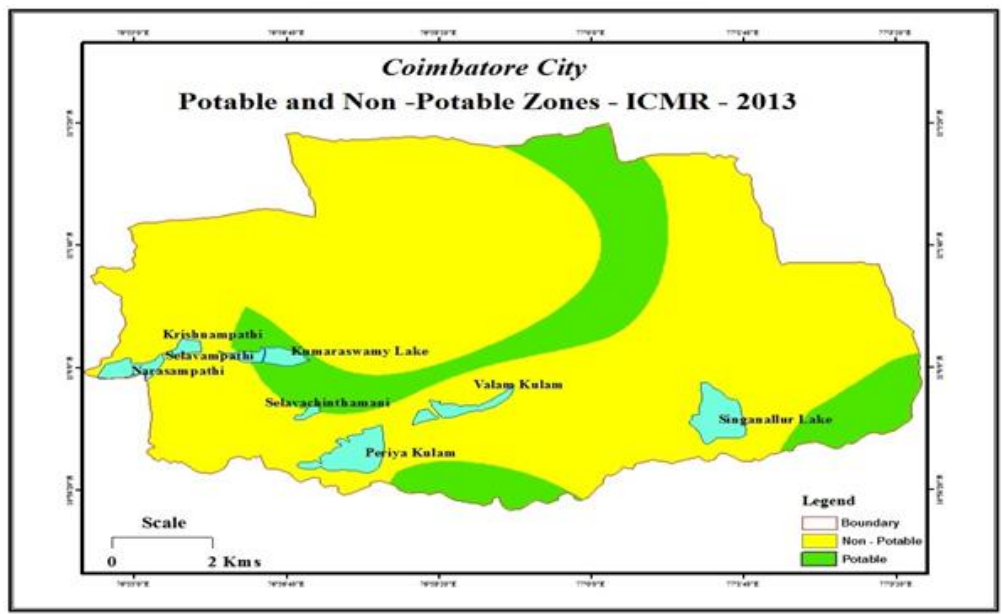 Coimbatore City
Potable and Non -Potable Zones - ICMR - 2013
Krishnampathi
Selavampathi
Kumaraswamy Lake
Narasampathi
Valam Kulam
Selavachinthamani
Singanallur Lake
Periya Kulam
Legend
Boundary
Non - Potable
Potable
Scale
0 2 Kms